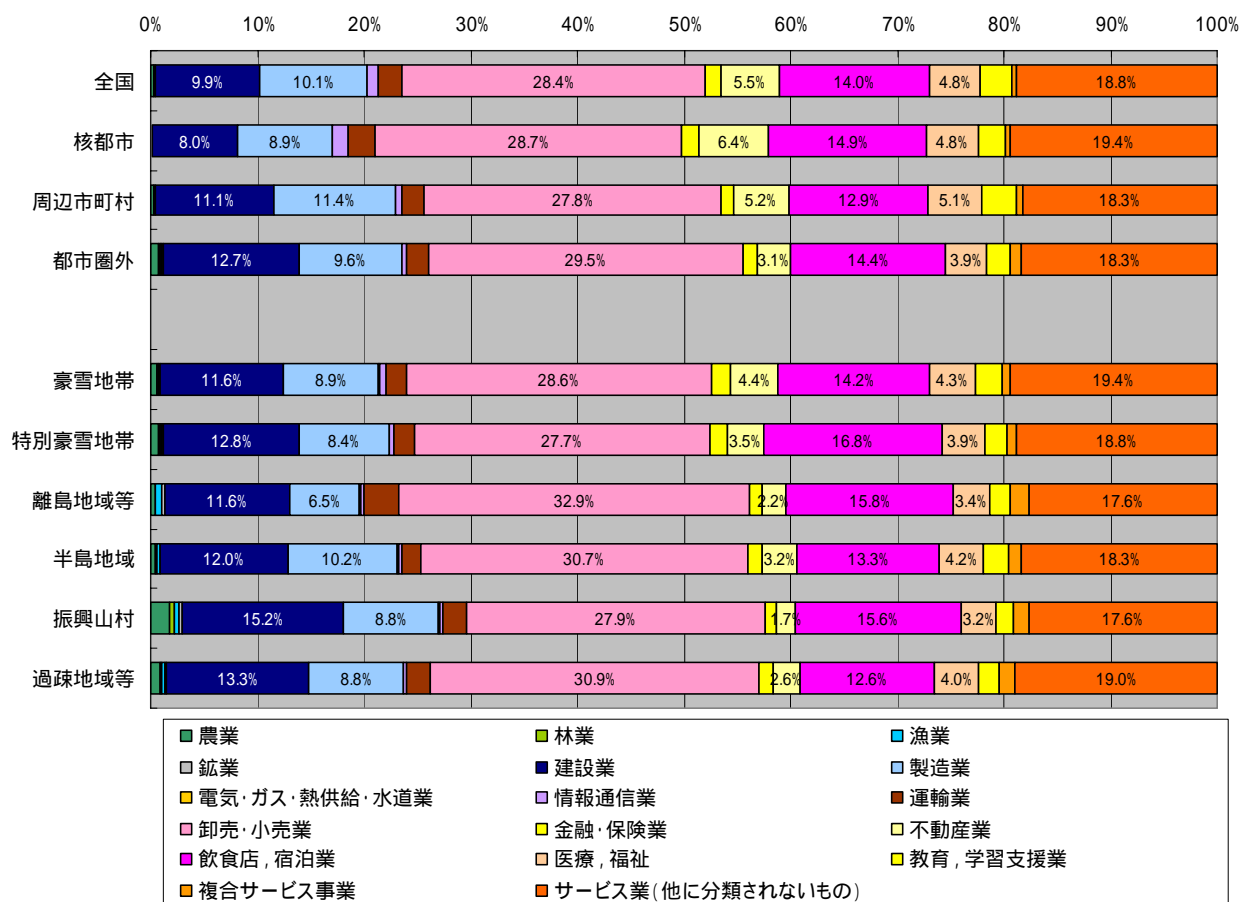 0% 10% 20% 30% 40% 50% 60% 70% 80% 90% 100%
全国 9.9% 10.1% 28.4% 5.5% 14.0% 4.8% 18.8%
核都市 8.0% 8.9% 28.7% 6.4% 14.9% 4.8% 19.4%
周辺市町村 11.1% 11.4% 27.8% 5.2% 12.9% 5.1% 18.3%
都市圏外 12.7% 9.6% 29.5% 3.1% 14.4% 3.9% 18.3%
豪雪地帯 11.6% 8.9% 28.6% 4.4% 14.2% 4.3% 19.4%
特別豪雪地帯 12.8% 8.4% 27.7% 3.5% 16.8% 3.9% 18.8%
離島地域等 11.6% 6.5% 32.9% 2.2% 15.8% 3.4% 17.6%
半島地域 12.0% 10.2% 30.7% 3.2% 13.3% 4.2% 18.3%
振興山村 15.2% 8.8% 27.9% 1.7% 15.6% 3.2% 17.6%
過疎地域等 13.3% 8.8% 30.9% 2.6% 12.6% 4.0% 19.0%
農業 林業 漁業
鉱業 建設業 製造業
電気・ガス・熱供給・水道業 情報通信業 運輸業
卸売・小売業 金融・保険業 不動産業
飲食店,宿泊業 医療,福祉 教育,学習支援業
複合サービス事業 サービス業(他に分類されないもの)